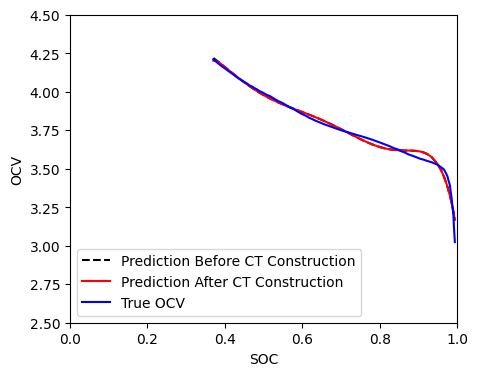 4.50
4.25
4.00
3.75
3.50
3.25
3.00
2.75
2.50
OCV
Prediction Before CT Construction
Prediction After CT Construction
True OCV
0.0 0.2 0.4 0.6 0.8 1.0
SOC